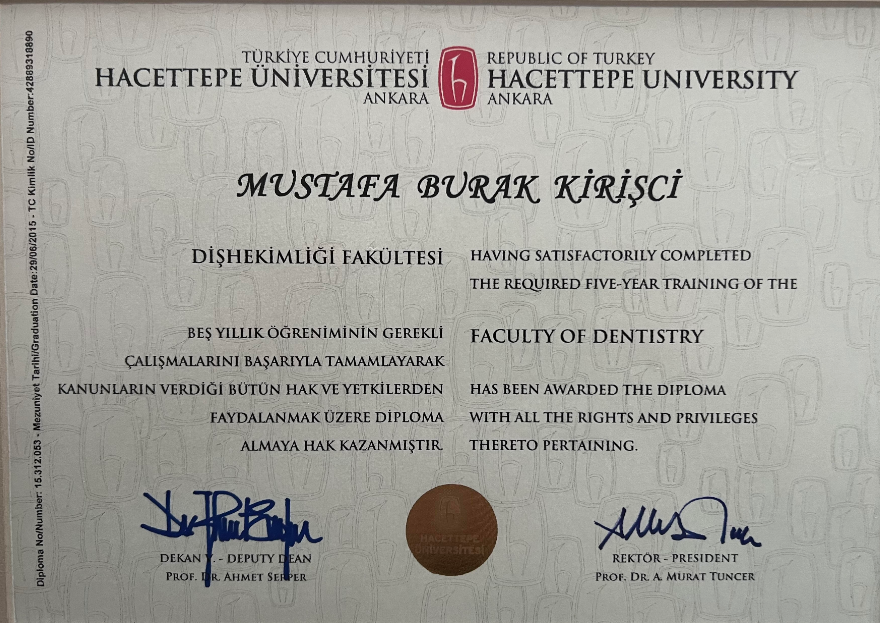 TÜRKİYE CUMHURİYETİ
HACETTEPE ÜNİVERSİTESİ
ANKARA
REPUBLIC OF TURKEY
HACETTEPE UNIVERSITY
ANKARA
MUSTAFA BURAK KİRİŞCİ
DİŞHEKİMLİĞİ FAKÜLTESİ
BEŞ YILLIK ÖĞRENİMİNİN GEREKLİ
ÇALIŞMALARINI BAŞARIYLA TAMAMLAYARAK
KANUNLARIN VERDİĞİ BÜTÜN HAK VE YETKİLERDEN
FAYDALANMAK ÜZERE DİPLOMA
ALMAYA HAK KAZANMIŞTIR.
HAVING SATISFACTORILY COMPLETED
THE REQUIRED FIVE-YEAR TRAINING OF THE
FACULTY OF DENTISTRY
HAS BEEN AWARDED THE DIPLOMA
WITH ALL THE RIGHTS AND PRIVILEGES
THERETO PERTAINING.
DEKAN Y. - DEPUTY DEAN
PROF. DR. AHMET SERPER
HACETTEPE
ÜNİVERSİTESİ
REKTÖR - PRESIDENT
PROF. DR. A. MURAT TUNCER
Diploma No/Number: 15.312.053 - Mezuniyet Tarihi/Graduation Date:29/06/2015 - TC Kimlik No/ID Number:42889318890